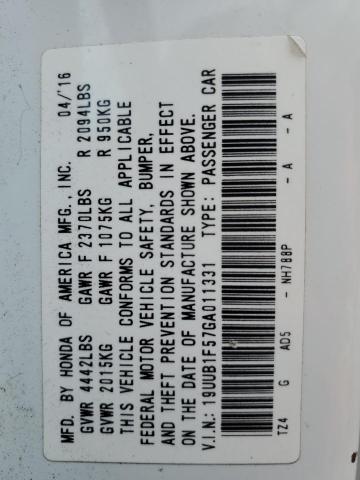 MFD. BY HONDA OF AMERICA MFG., INC. 04/'16
GVWR 4442LBS GAWR F 2370LBS R 2094LBS
GVWR 2015KG GAWR F 1075KG R 950KG
THIS VEHICLE CONFORMS TO ALL APPLICABLE
FEDERAL MOTOR VEHICLE SAFETY, BUMPER,
AND THEFT PREVENTION STANDARDS IN EFFECT
ON THE DATE OF MANUFACTURE SHOWN ABOVE.
V.I.N.: 19UUB1F57GA011331 TYPE: PASSENGER CAR
TZ4 G AD5 - NH788P - A - A